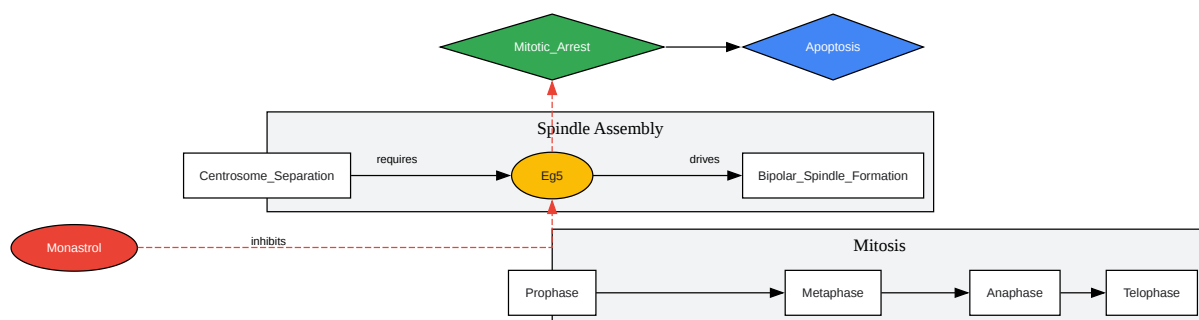 Mitotic_Arrest
Apoptosis
Spindle Assembly
Centrosome_Separation
requires
Eg5
drives
Bipolar_Spindle_Formation
Monastrol
inhibits
Mitosis
Prophase
Metaphase
Anaphase
Telophase